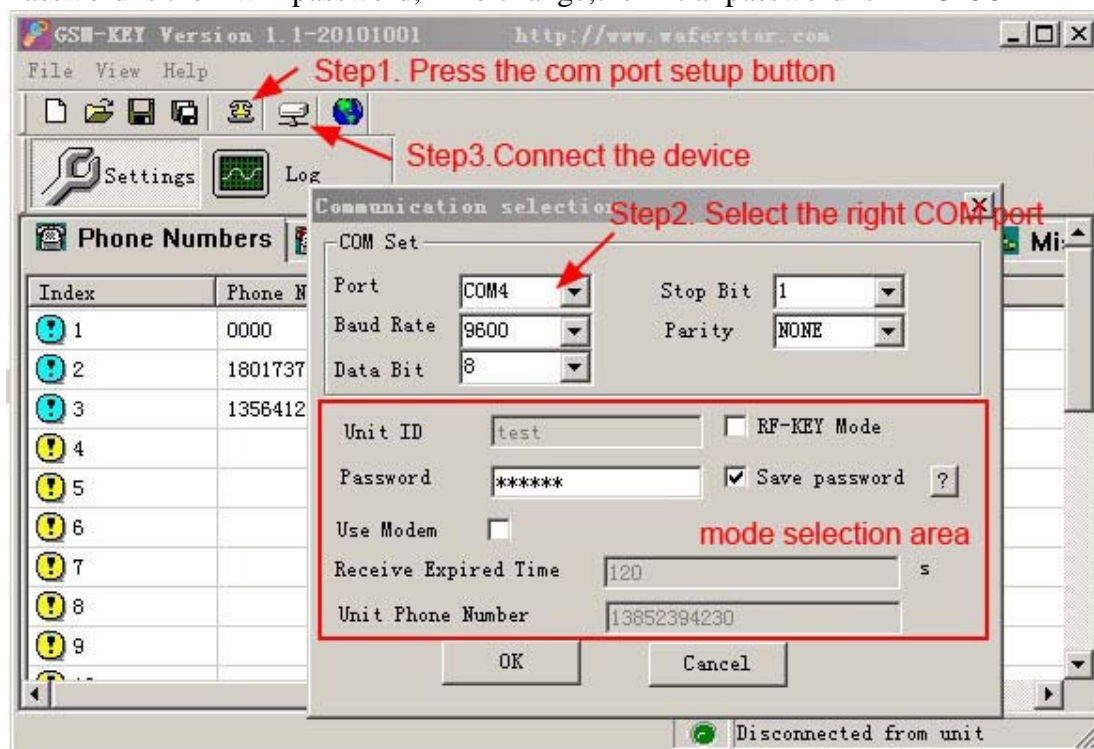 GSM-KEY Version 1.1-20101001 http://www.waferstar.com
File View Help
Step1. Press the com port setup button
Step3.Connect the device
Settings Log
Communication selection
Step2. Select the right COM port
Phone Numbers
COM Set
Port COM4 Stop Bit 1
Baud Rate 9600 Parity NONE
Data Bit 8
Index Phone N
1 0000
2 1801737
3 1356412
4
5
6
7
8
9
Unit ID test RF-KEY Mode
Password ****** Save password ?
Use Modem
mode selection area
Receive Expired Time 120 s
Unit Phone Number 13852394230
OK Cancel
Disconnected from unit